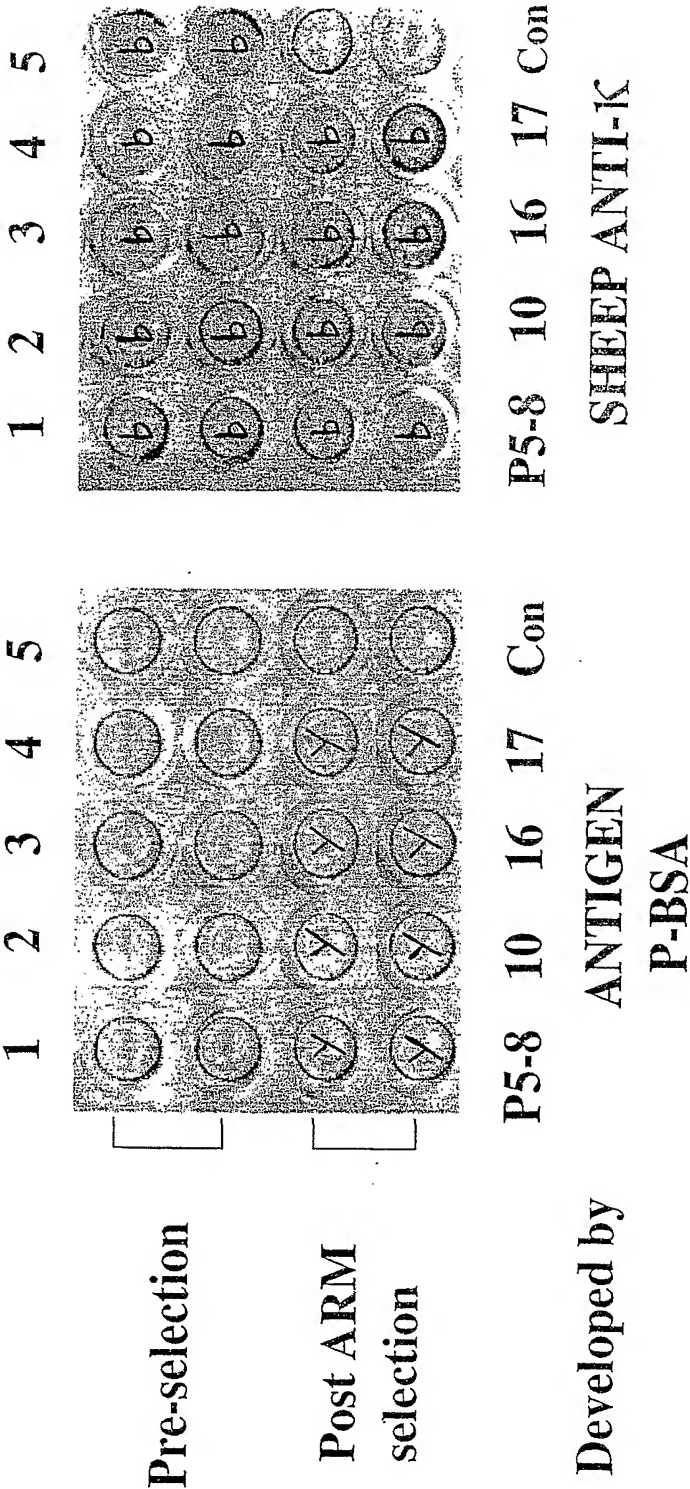 1 2 3 4 5 1 2 3 4 5
Pre-selection
Post ARM
selection
P5-8 10 16 17 Con P5-8 10 16 17 Con
Developed by ANTIGEN SHEEP ANTI-K
P-BSA